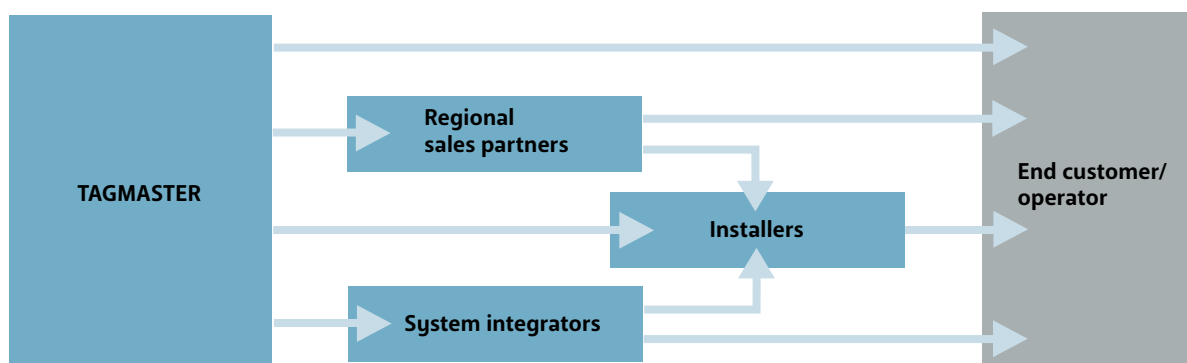 TAGMASTER
Regional
sales partners
Installers
System integrators
End customer/
operator